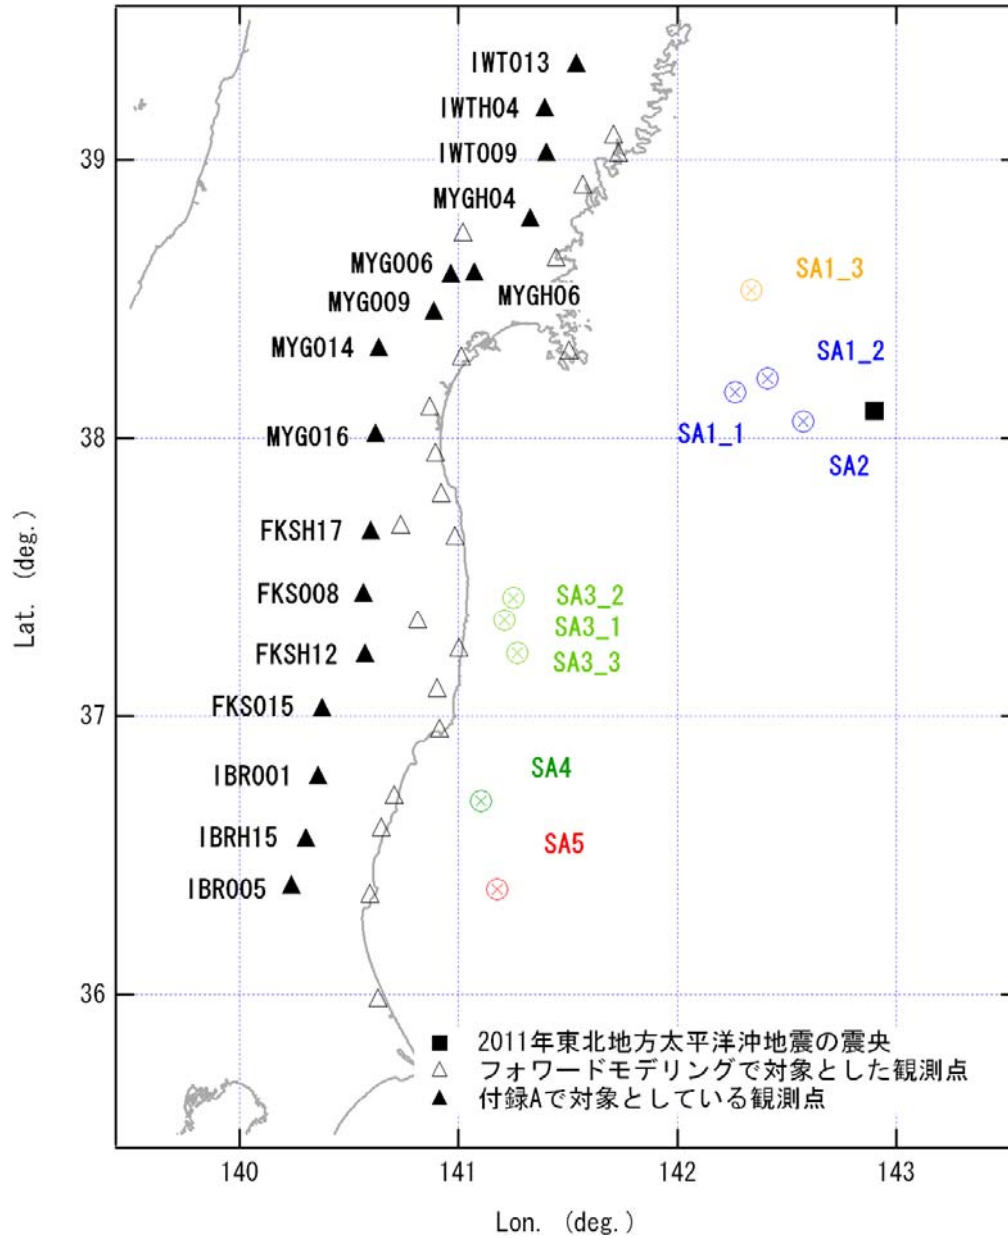 IWT013
IWTH04
39
IWT009
MYGH04
MYG006
SA1_3
MYG009
MYGH06
MYG014
SA1_2
38
MYG016
SA1_1
SA2
FKSH17
FKS008
SA3_2
SA3_1
FKSH12
SA3_3
37
FKS015
IBR001
SA4
IBRH15
SA5
IBR005
36
Lat. (deg.)
2011年東北地方太平洋沖地震の震央
フォワードモデリングで対象とした観測点
付録Aで対象としている観測点
140
141
142
143
Lon. (deg.)